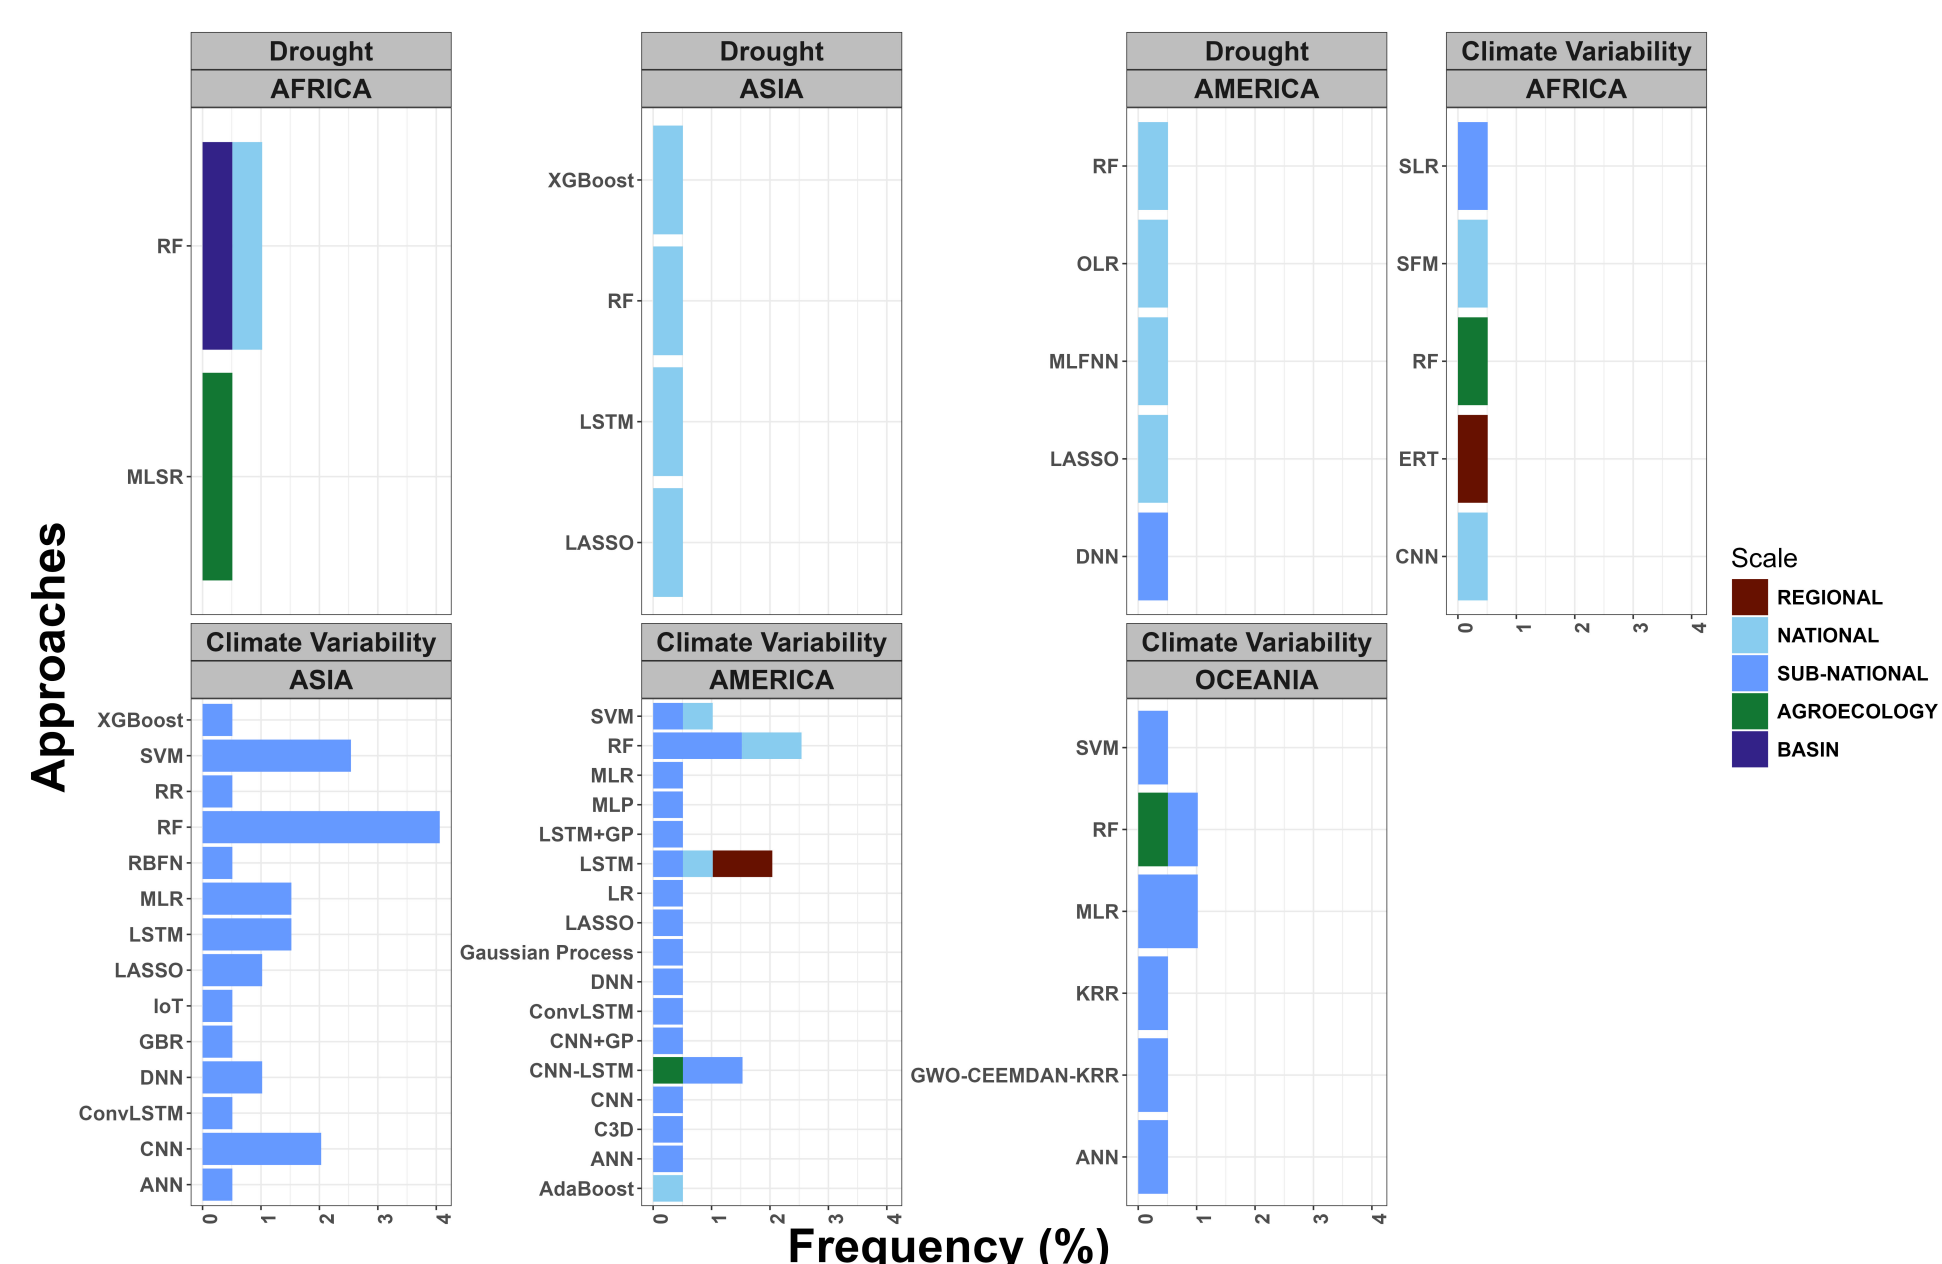 Drought
AFRICA
RF
MLSR
Drought
ASIA
XGBoost
RF
LSTM
LASSO
Drought
AMERICA
RF
OLR
MLFNN
LASSO
DNN
Climate Variability
AFRICA
SLR
SFM
RF
ERT
CNN
0 1 2 3 4
Approaches
Climate Variability
ASIA
XGBoost
SVM
RR
RF
RBFN
MLR
LSTM
LASSO
IoT
GBR
DNN
ConvLSTM
CNN
ANN
0 1 2 3 4
Climate Variability
AMERICA
SVM
RF
MLR
MLP
LSTM+GP
LSTM
LR
LASSO
Gaussian Process
DNN
ConvLSTM
CNN+GP
CNN-LSTM
CNN
C3D
ANN
AdaBoost
0 1 2 3 4
Climate Variability
OCEANIA
SVM
RF
MLR
KRR
GWO-CEEMDAN-KRR
ANN
0 1 2 3 4
Frequency (%)
Scale
REGIONAL
NATIONAL
SUB-NATIONAL
AGROECOLOGY
BASIN